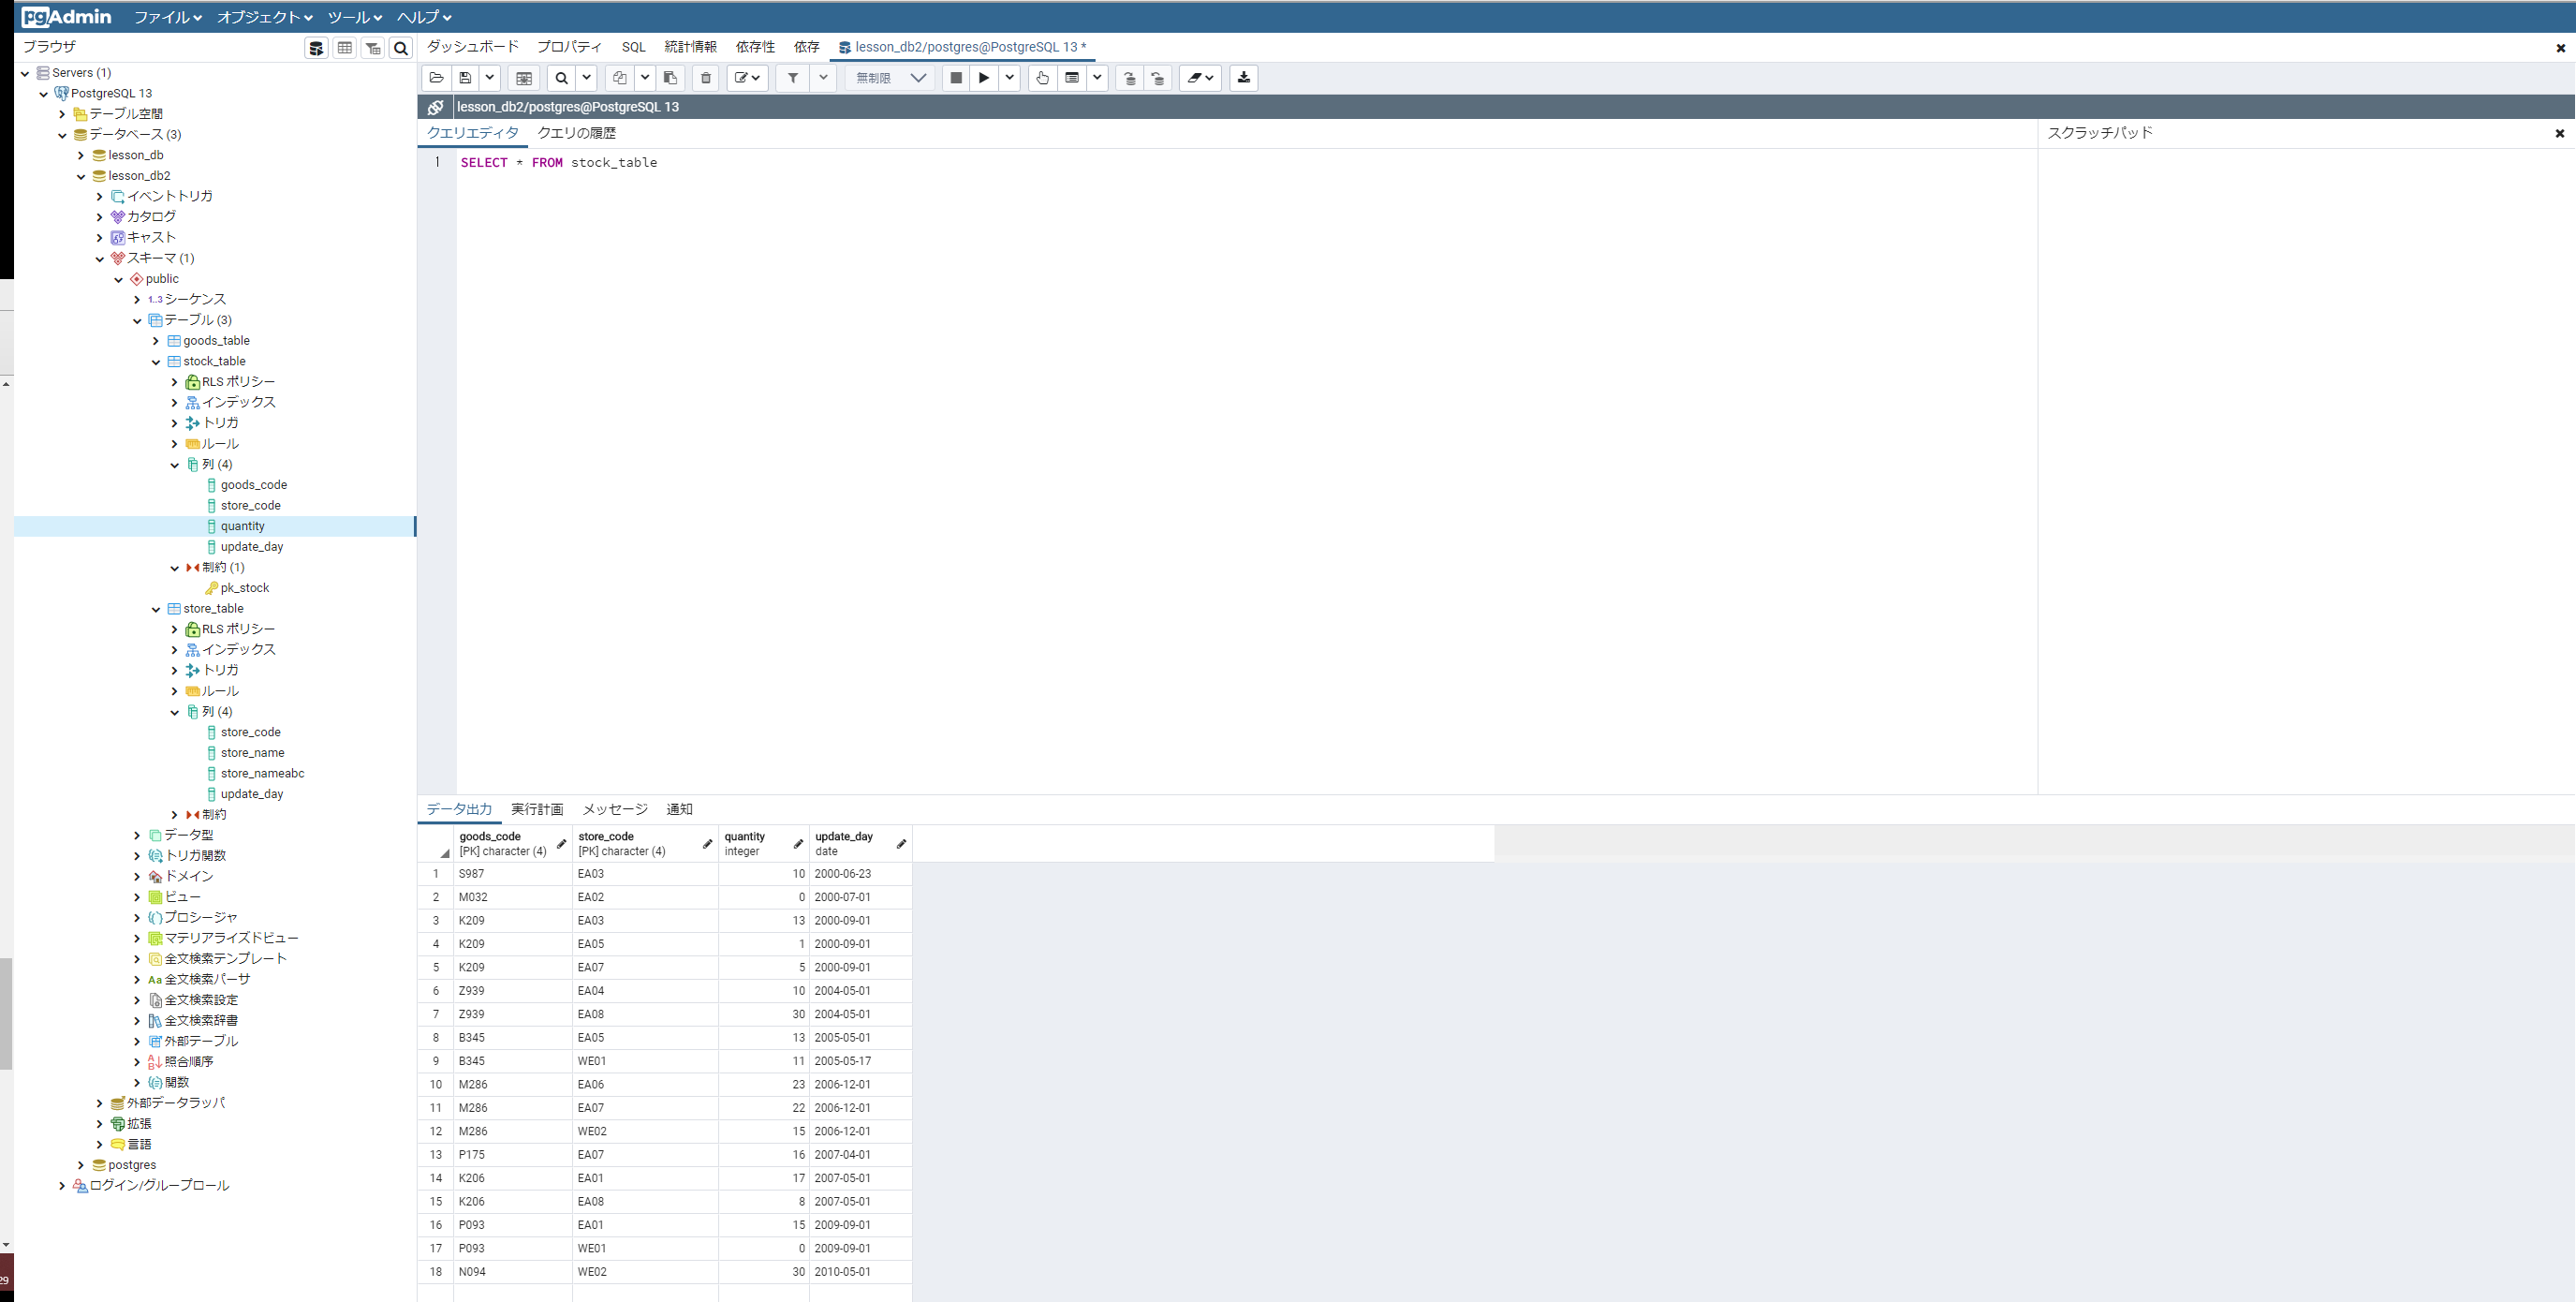 pgAdmin ファイル オブジェクト ツール ヘルプ
ブラウザ
ダッシュボード プロパティ SQL 統計情報 依存性 依存 lesson_db2/postgres@PostgreSQL 13 *
無制限
lesson_db2/postgres@PostgreSQL 13
クエリエディタ クエリの履歴
スクラッチパッド
1 SELECT * FROM stock_table
Servers (1)
PostgreSQL 13
テーブル空間
データベース (3)
lesson_db
lesson_db2
イベントトリガ
カタログ
キャスト
スキーマ (1)
public
1..3 シーケンス
テーブル (3)
goods_table
stock_table
RLS ポリシー
インデックス
トリガ
ルール
列 (4)
goods_code
store_code
quantity
update_day
制約 (1)
pk_stock
store_table
RLS ポリシー
インデックス
トリガ
ルール
列 (4)
store_code
store_name
store_nameabc
update_day
制約
データ型
トリガ関数
ドメイン
ビュー
プロシージャ
マテリアライズドビュー
全文検索テンプレート
Aa 全文検索パーサ
全文検索設定
全文検索辞書
外部テーブル
照合順序
関数
外部データラッパ
拡張
言語
postgres
ログイン/グループロール
29
データ出力 実行計画 メッセージ 通知
goods_code store_code quantity update_day
[PK] character (4) [PK] character (4) integer date
1 S987 EA03 10 2000-06-23
2 M032 EA02 0 2000-07-01
3 K209 EA03 13 2000-09-01
4 K209 EA05 1 2000-09-01
5 K209 EA07 5 2000-09-01
6 Z939 EA04 10 2004-05-01
7 Z939 EA08 30 2004-05-01
8 B345 EA05 13 2005-05-01
9 B345 WE01 11 2005-05-17
10 M286 EA06 23 2006-12-01
11 M286 EA07 22 2006-12-01
12 M286 WE02 15 2006-12-01
13 P175 EA07 16 2007-04-01
14 K206 EA01 17 2007-05-01
15 K206 EA08 8 2007-05-01
16 P093 EA01 15 2009-09-01
17 P093 WE01 0 2009-09-01
18 N094 WE02 30 2010-05-01